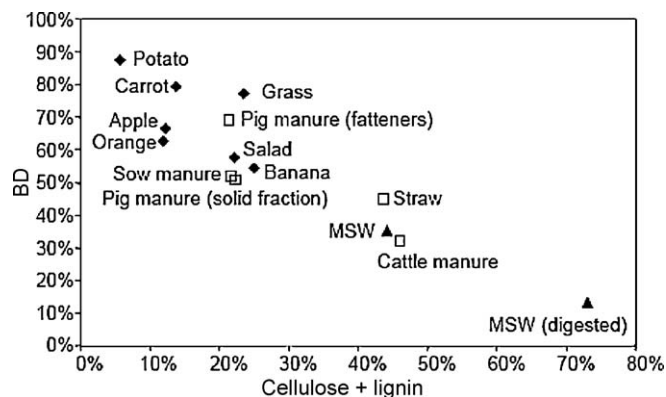 100%
90%
Potato
80%
Carrot
Grass
70%
Apple
Pig manure (fatteners)
60%
Orange
Salad
BD
50%
Sow manure
Banana
Pig manure (solid fraction)
Straw
40%
MSW
30%
Cattle manure
20%
10%
MSW (digested)
0%
0% 10% 20% 30% 40% 50% 60% 70% 80%
Cellulose + lignin